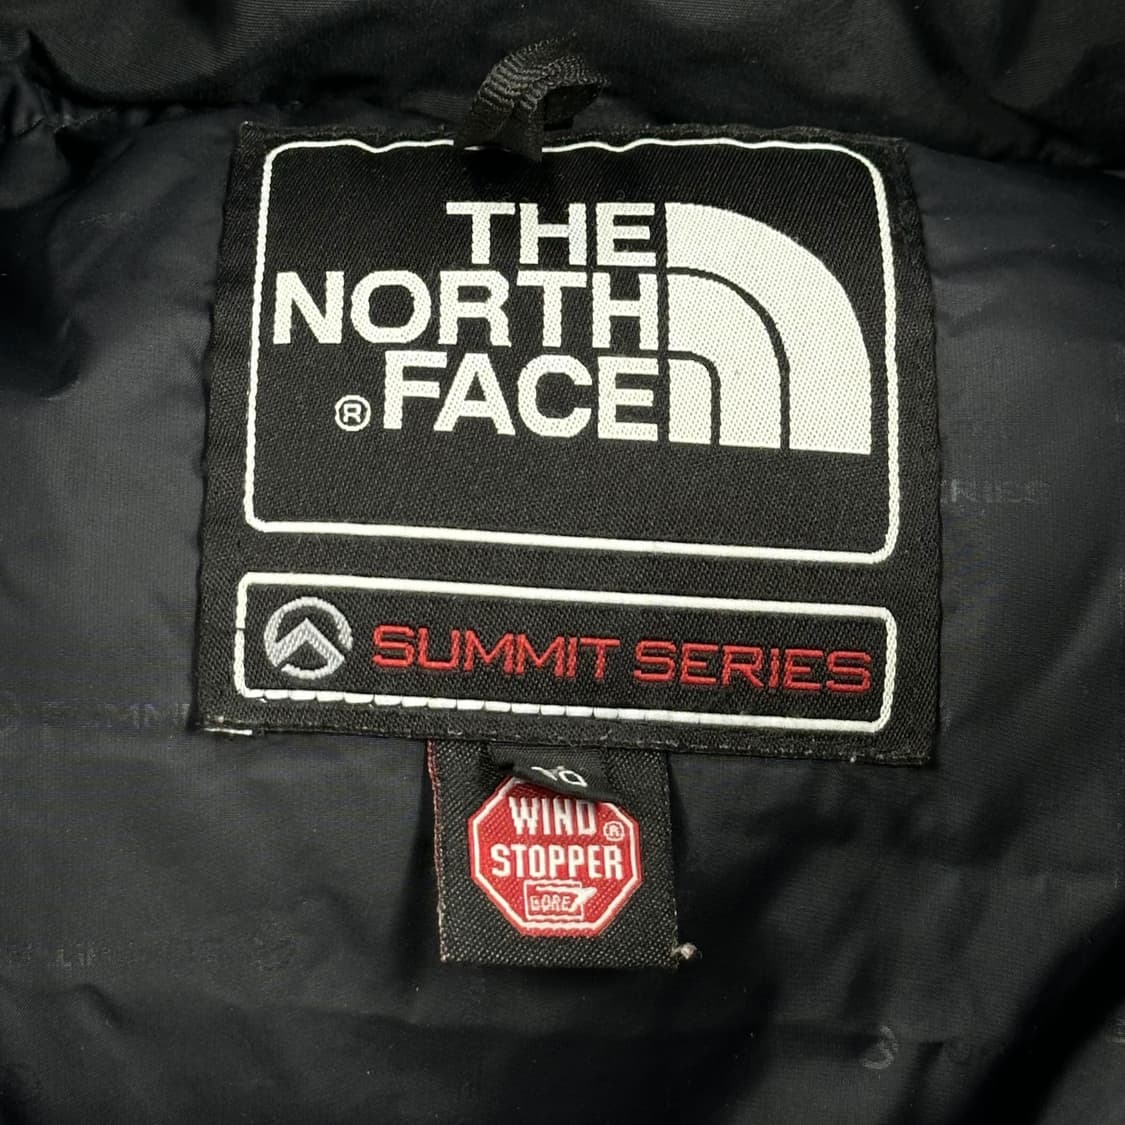 THE
NORTH
® FACE
SUMMIT SERIES
WIND ®
STOPPER
GORE